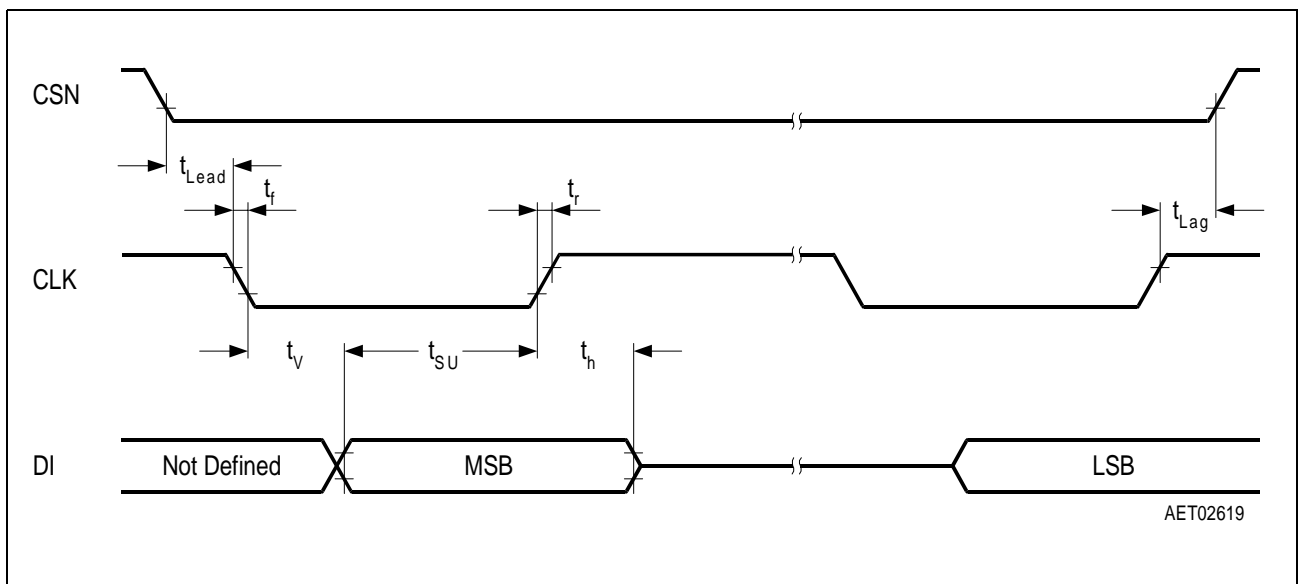 CSN
tLead
tf
tr
tLag
CLK
tV
tSU
th
DI
Not Defined
MSB
LSB
AET02619